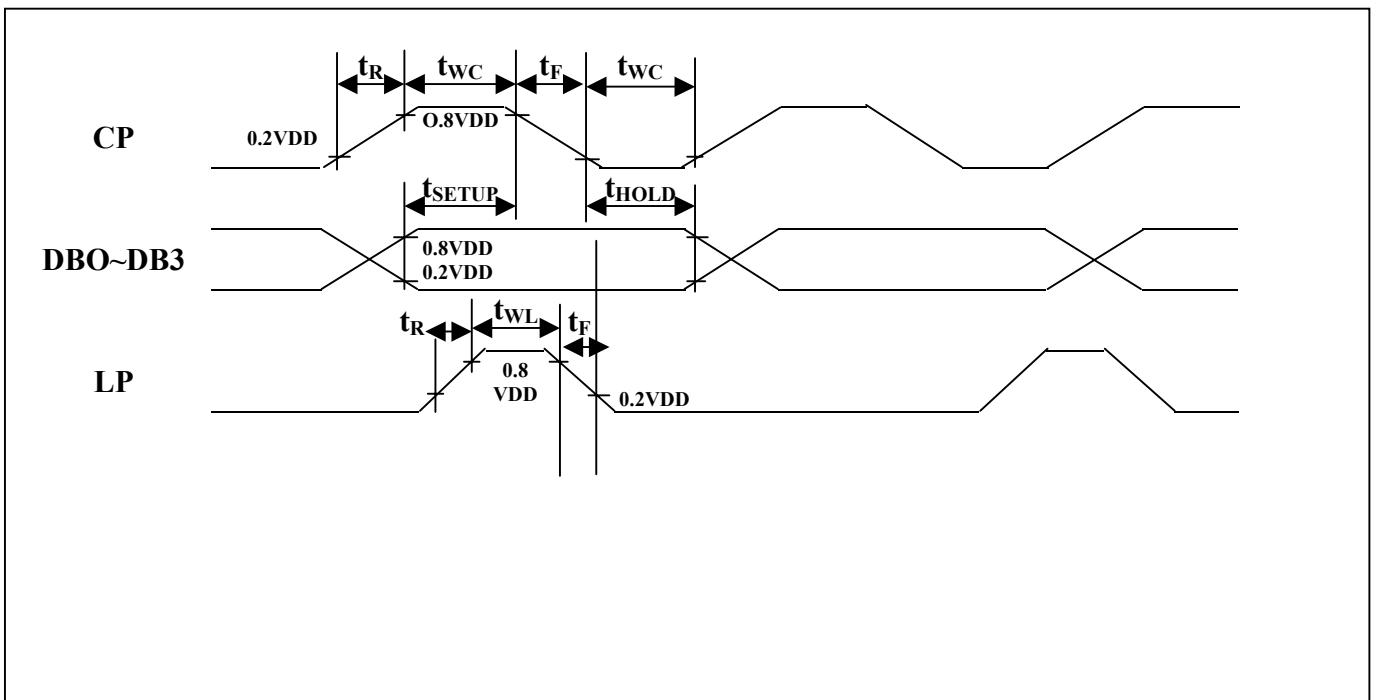 tR tWC tF tWC
CP 0.2VDD O.8VDD
tSETUP tHOLD
DBO~DB3 0.8VDD
0.2VDD
tR tWL tF
LP 0.8
VDD 0.2VDD